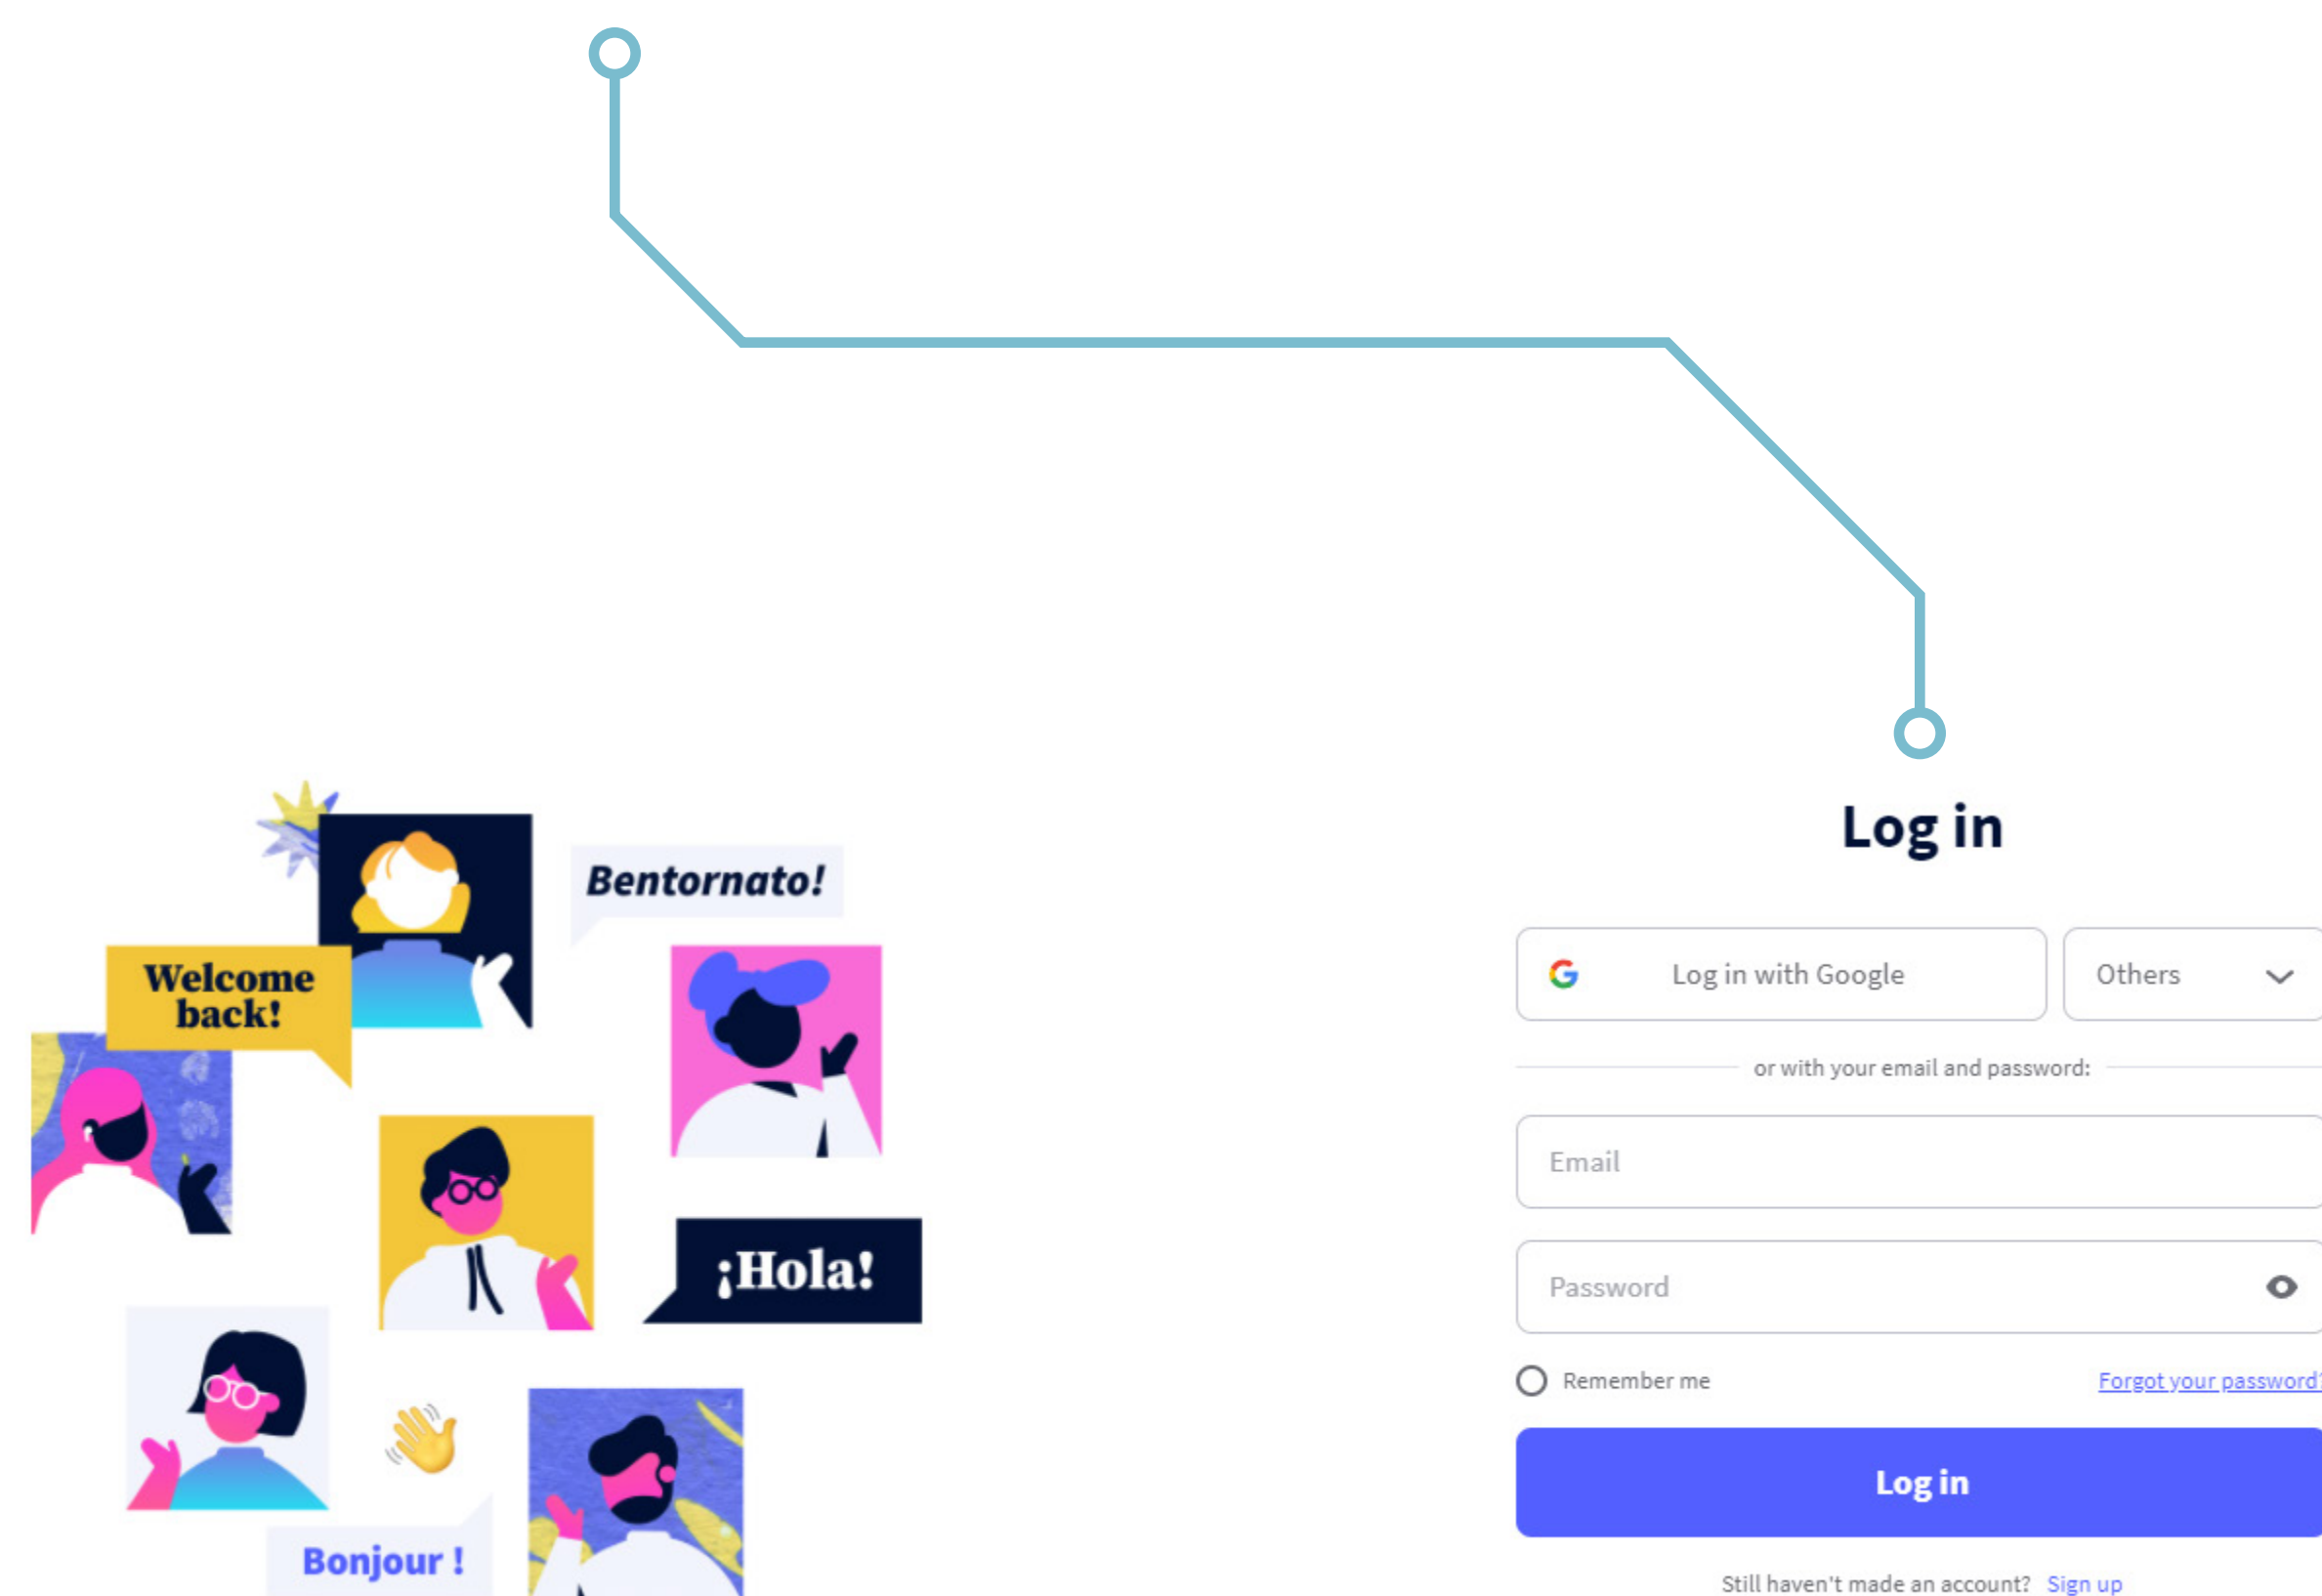 Bentornato!
Welcome
back!
¡Hola!
Bonjour !
Log in
Log in with Google
Others
or with your email and password:
Email
Password
Remember me
Forgot your password?
Log in
Still haven't made an account? Sign up